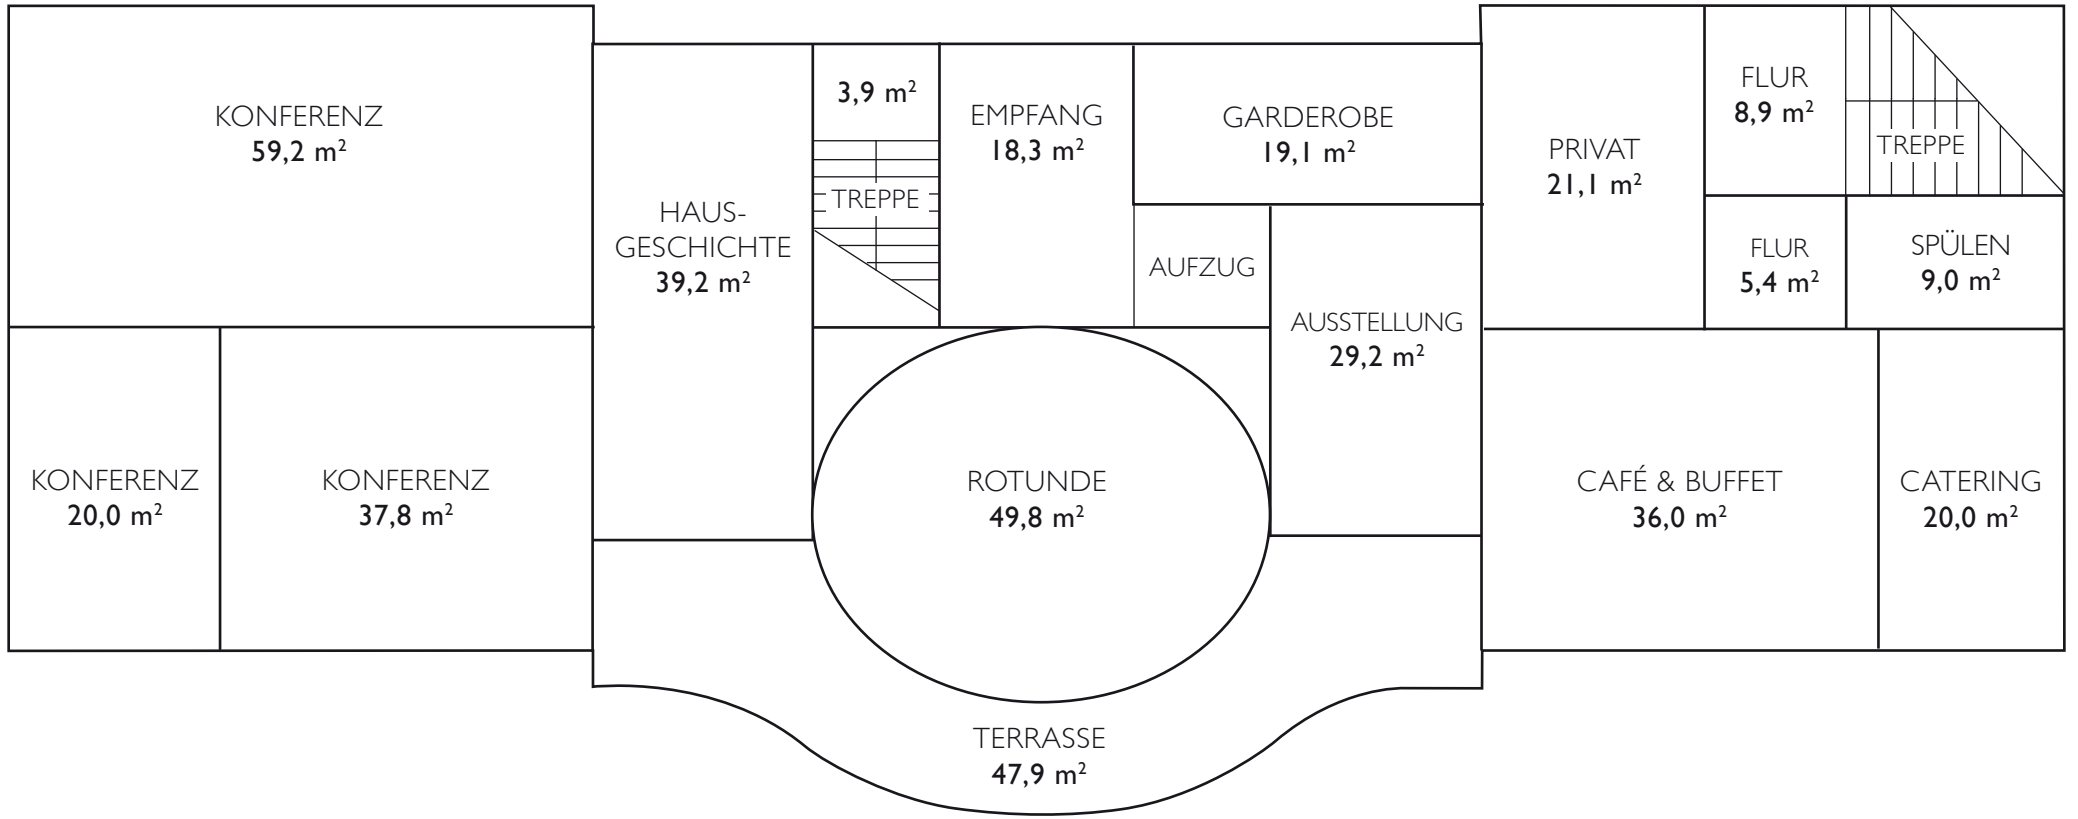 KONFERENZ
59,2 m²
KONFERENZ
20,0 m²
KONFERENZ
37,8 m²
HAUS-
GESCHICHTE
39,2 m²
3,9 m²
TREPPE
EMPFANG
18,3 m²
GARDEROBE
19,1 m²
AUFZUG
AUSSTELLUNG
29,2 m²
ROTUNDE
49,8 m²
TERRASSE
47,9 m²
PRIVAT
21,1 m²
FLUR
8,9 m²
TREPPE
FLUR
5,4 m²
SPÜLEN
9,0 m²
CAFÉ & BUFFET
36,0 m²
CATERING
20,0 m²